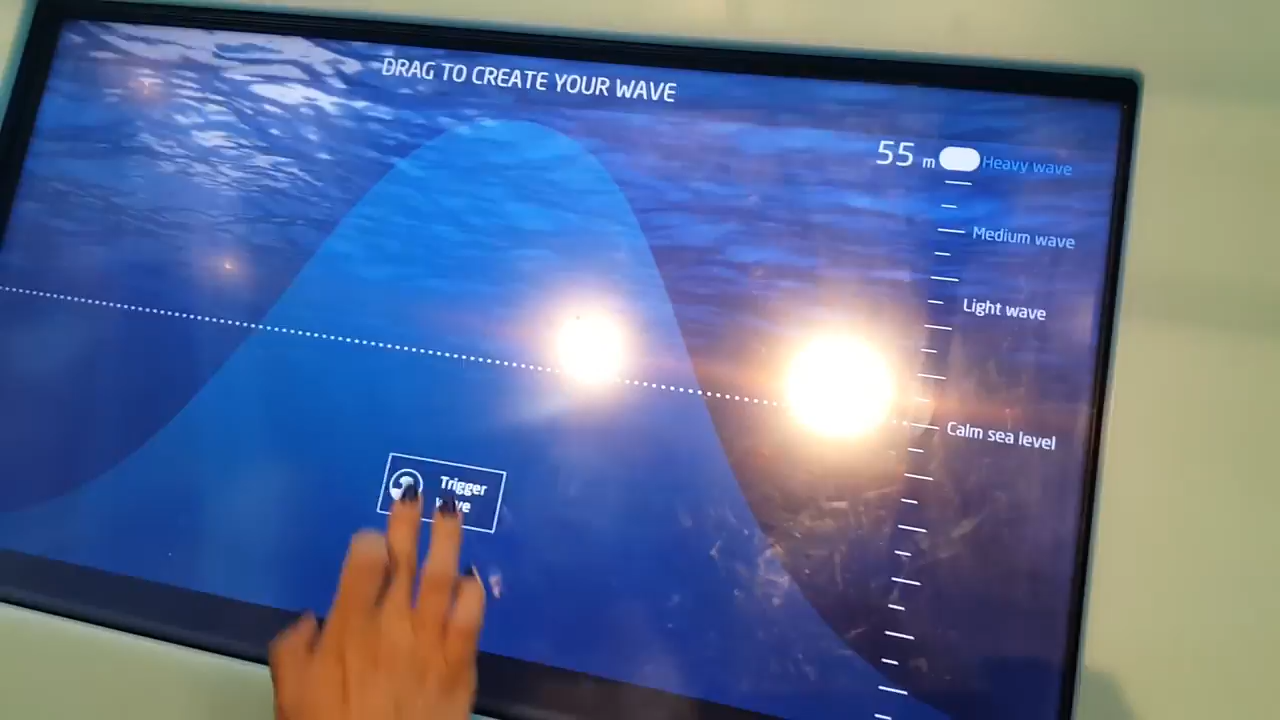 DRAG TO CREATE YOUR WAVE
55 m
Heavy wave
Medium wave
Light wave
Calm sea level
Trigger